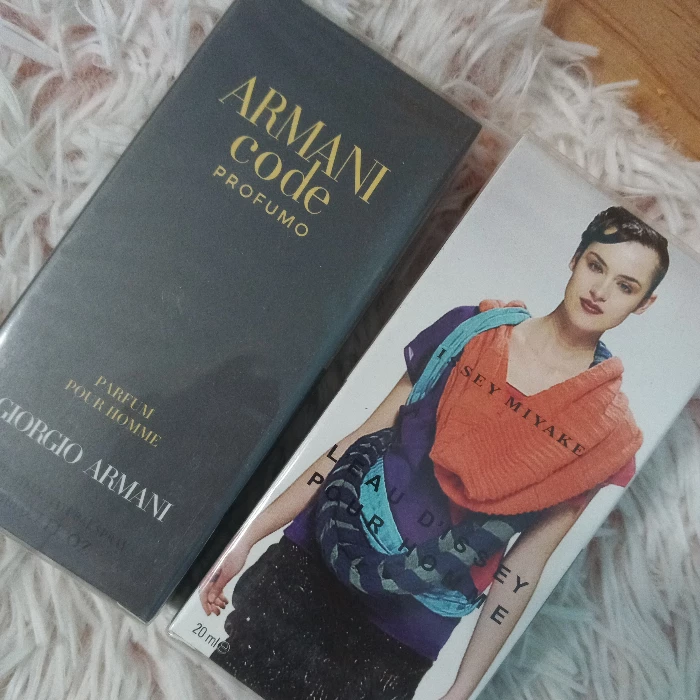 ARMANI
code
PROFUMO
PARFUM
POUR HOMME
GIORGIO ARMANI
ISSEY MIYAKE
L'EAU D'ISSEY
POUR HOMME
20 ml e